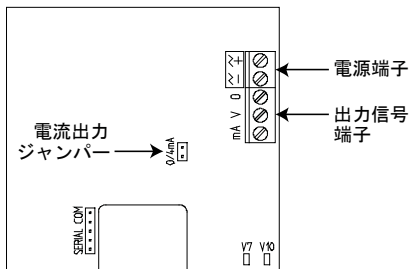 ~+
~−
0
V
mA
電源端子
出力信号
端子
電流出力
ジャンパー
0/4mA
SERIAL COM
V7 V10